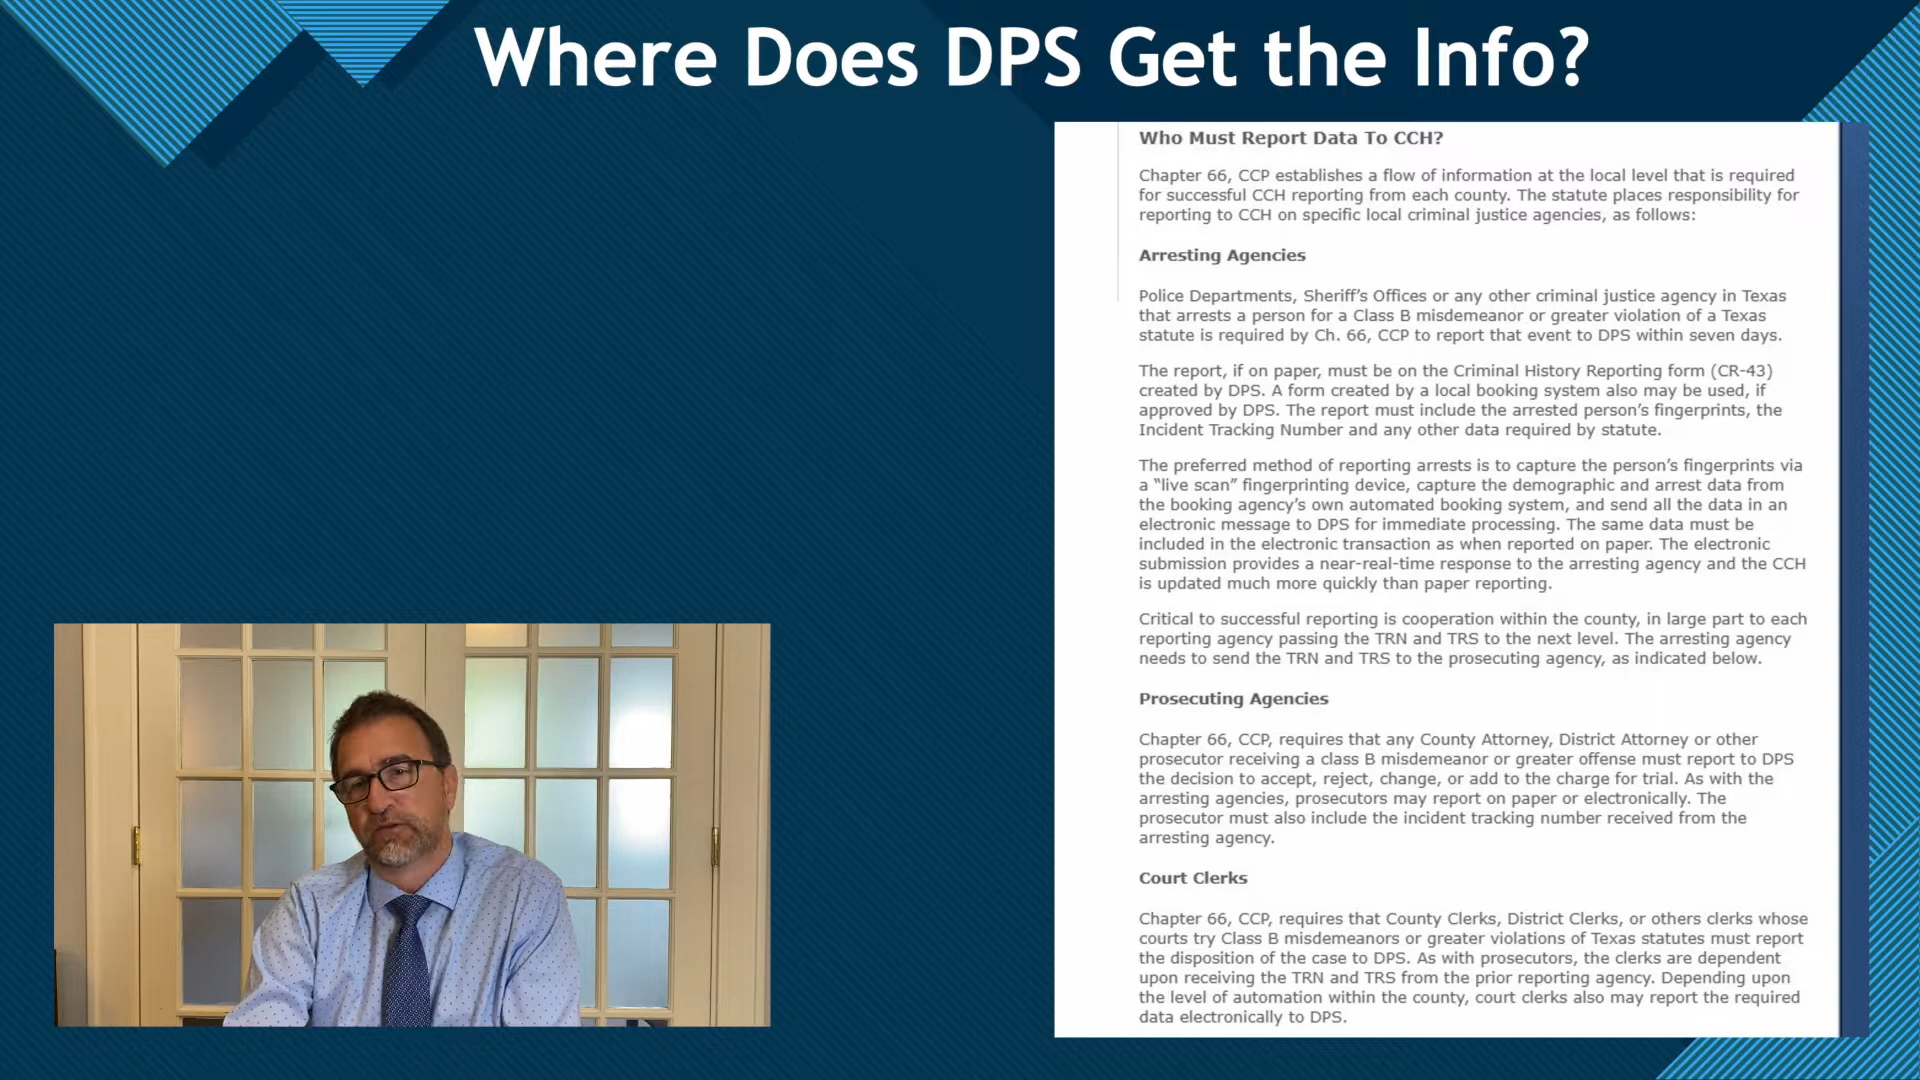 Where Does DPS Get the Info?
Who Must Report Data To CCH?
Chapter 66, CCP establishes a flow of information at the local level that is required
for successful CCH reporting from each county. The statute places responsibility for
reporting to CCH on specific local criminal justice agencies, as follows:
Arresting Agencies
Police Departments, Sheriff’s Offices or any other criminal justice agency in Texas
that arrests a person for a Class B misdemeanor or greater violation of a Texas
statute is required by Ch. 66, CCP to report that event to DPS within seven days.
The report, if on paper, must be on the Criminal History Reporting form (CR-43)
created by DPS. A form created by a local booking system also may be used, if
approved by DPS. The report must include the arrested person’s fingerprints, the
Incident Tracking Number and any other data required by statute.
The preferred method of reporting arrests is to capture the person’s fingerprints via
a “live scan” fingerprinting device, capture the demographic and arrest data from
the booking agency’s own automated booking system, and send all the data in an
electronic message to DPS for immediate processing. The same data must be
included in the electronic transaction as when reported on paper. The electronic
submission provides a near-real-time response to the arresting agency and the CCH
is updated much more quickly than paper reporting.
Critical to successful reporting is cooperation within the county, in large part to each
reporting agency passing the TRN and TRS to the next level. The arresting agency
needs to send the TRN and TRS to the prosecuting agency, as indicated below.
Prosecuting Agencies
Chapter 66, CCP, requires that any County Attorney, District Attorney or other
prosecutor receiving a class B misdemeanor or greater offense must report to DPS
the decision to accept, reject, change, or add to the charge for trial. As with the
arresting agencies, prosecutors may report on paper or electronically. The
prosecutor must also include the incident tracking number received from the
arresting agency.
Court Clerks
Chapter 66, CCP, requires that County Clerks, District Clerks, or others clerks whose
courts try Class B misdemeanors or greater violations of Texas statutes must report
the disposition of the case to DPS. As with prosecutors, the clerks are dependent
upon receiving the TRN and TRS from the prior reporting agency. Depending upon
the level of automation within the county, court clerks also may report the required
data electronically to DPS.